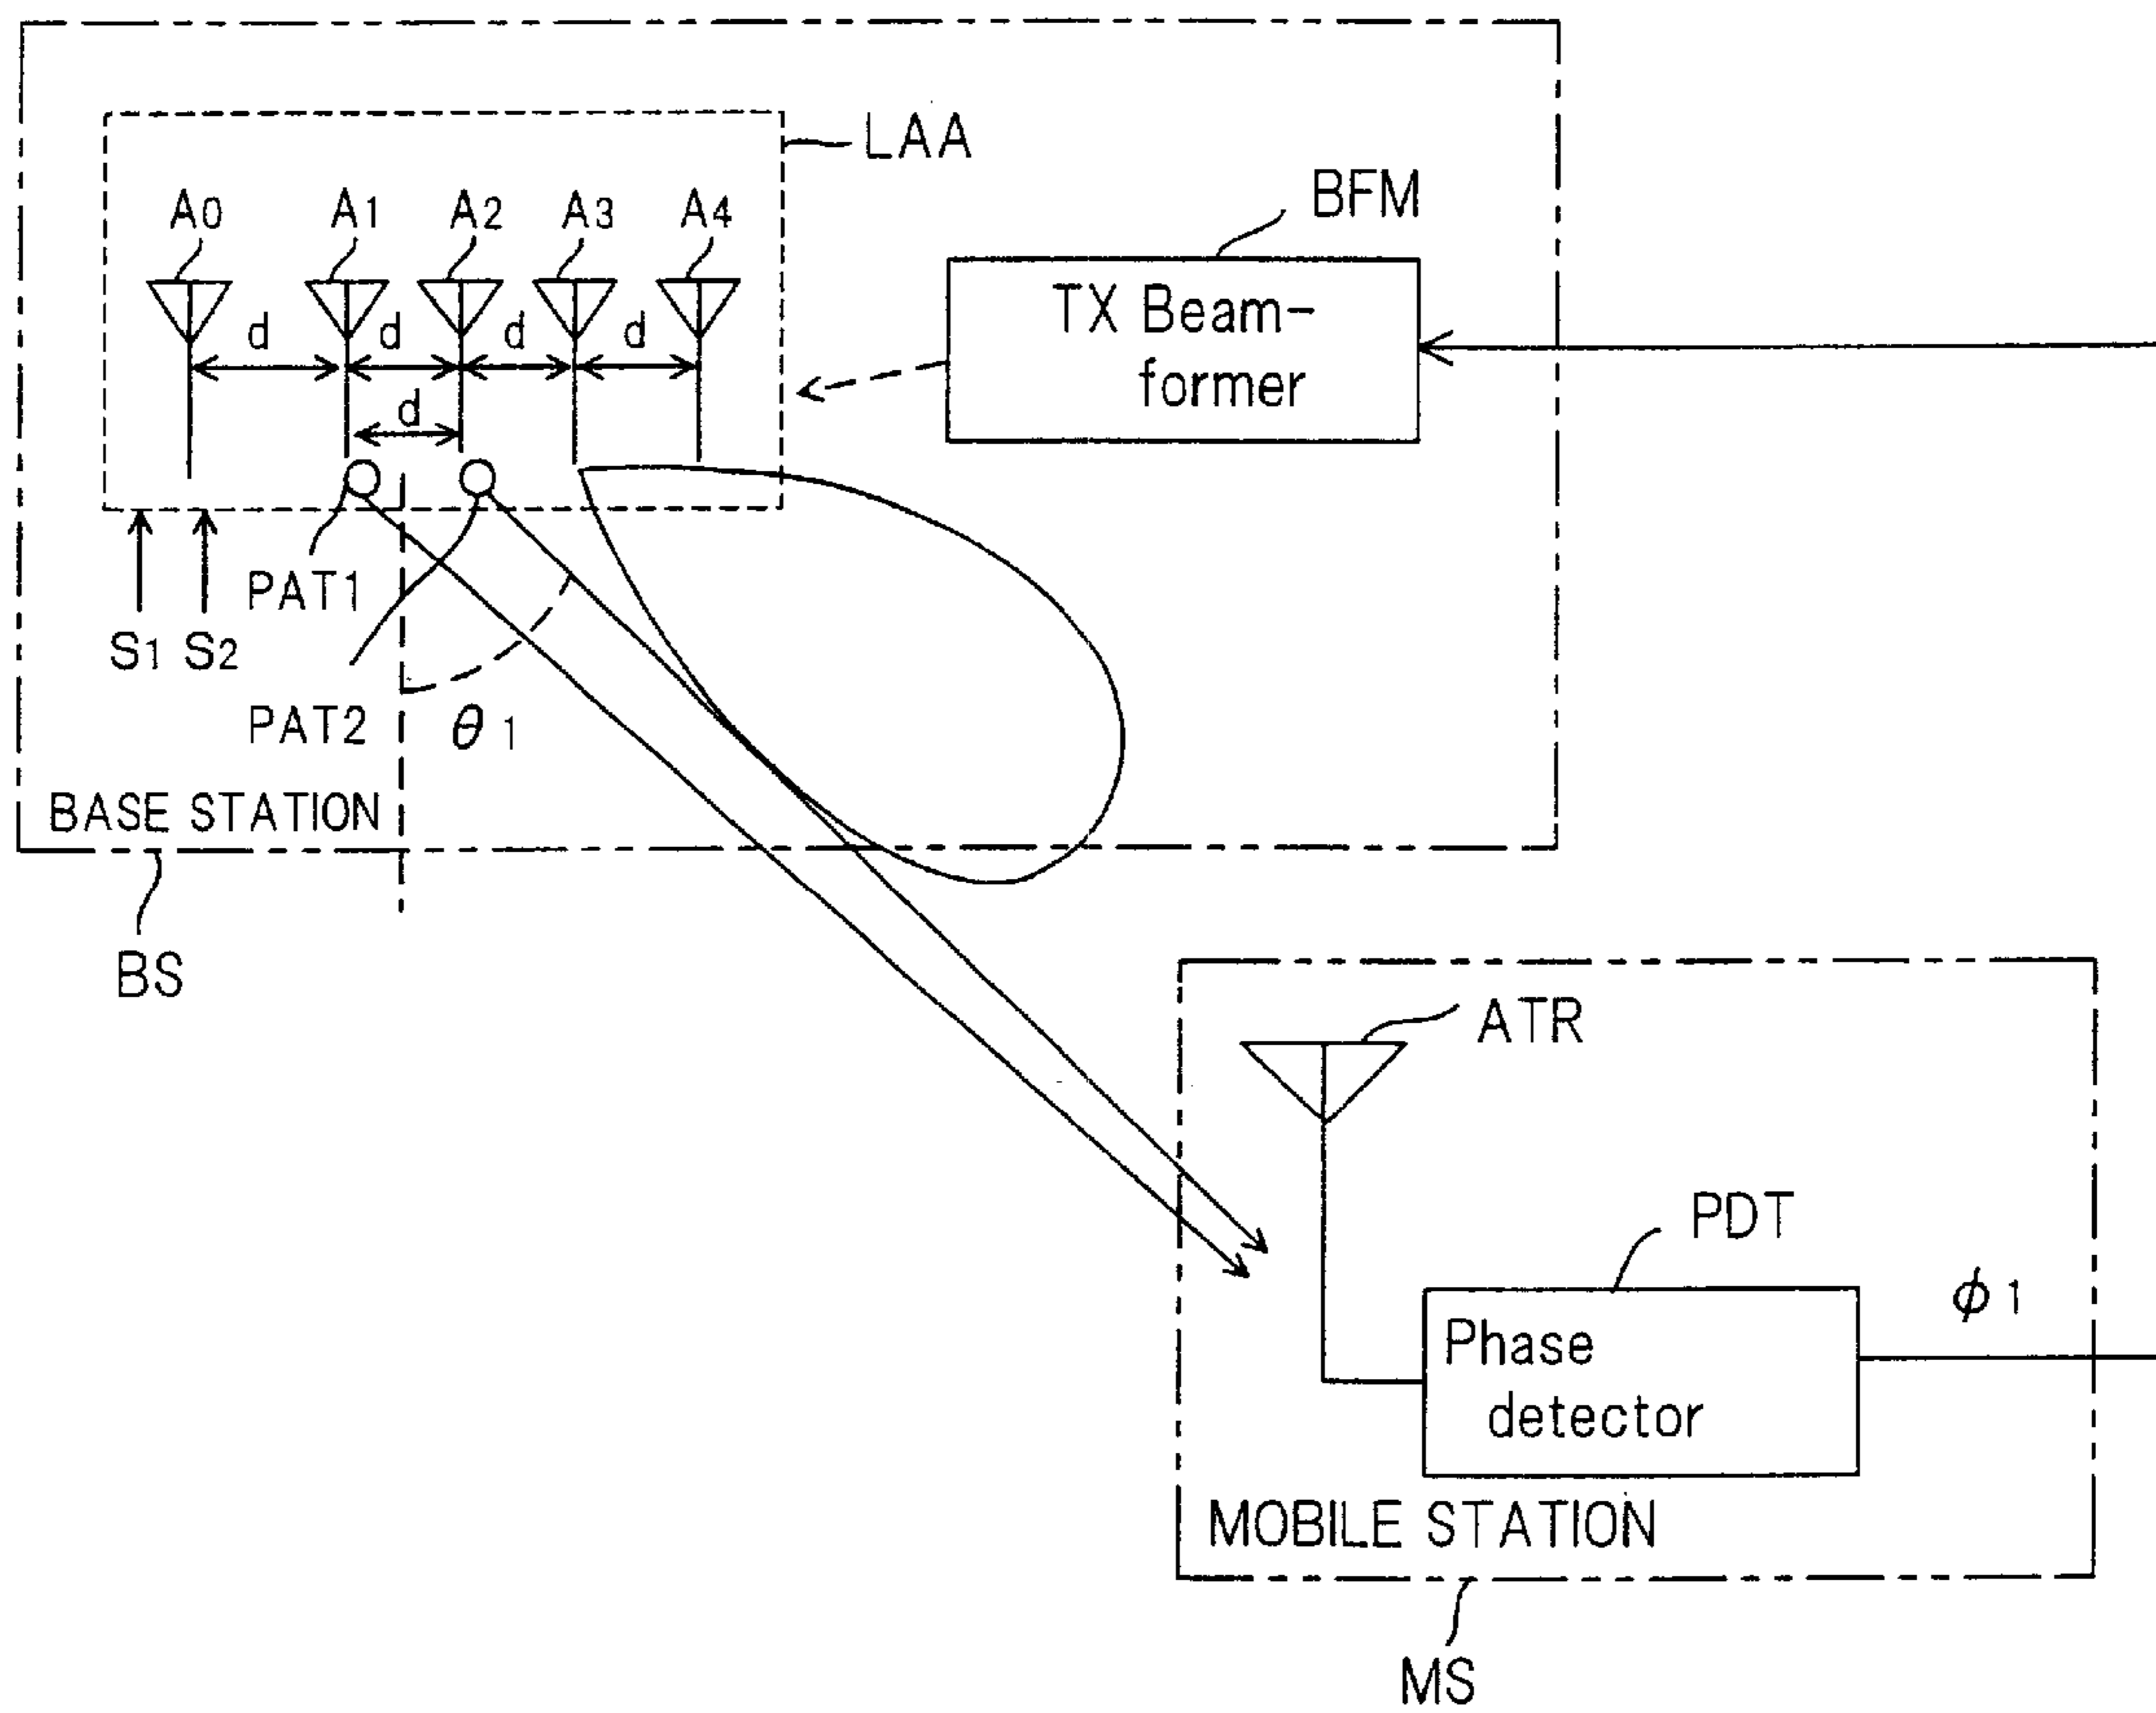 LAA
A0 A1 A2 A3 A4
BFM
d d d d
TX Beam-
former
d
PAT1
S1 S2
PAT2 θ1
BASE STATION
BS
ATR
PDT
ϕ1
Phase
detector
MOBILE STATION
MS